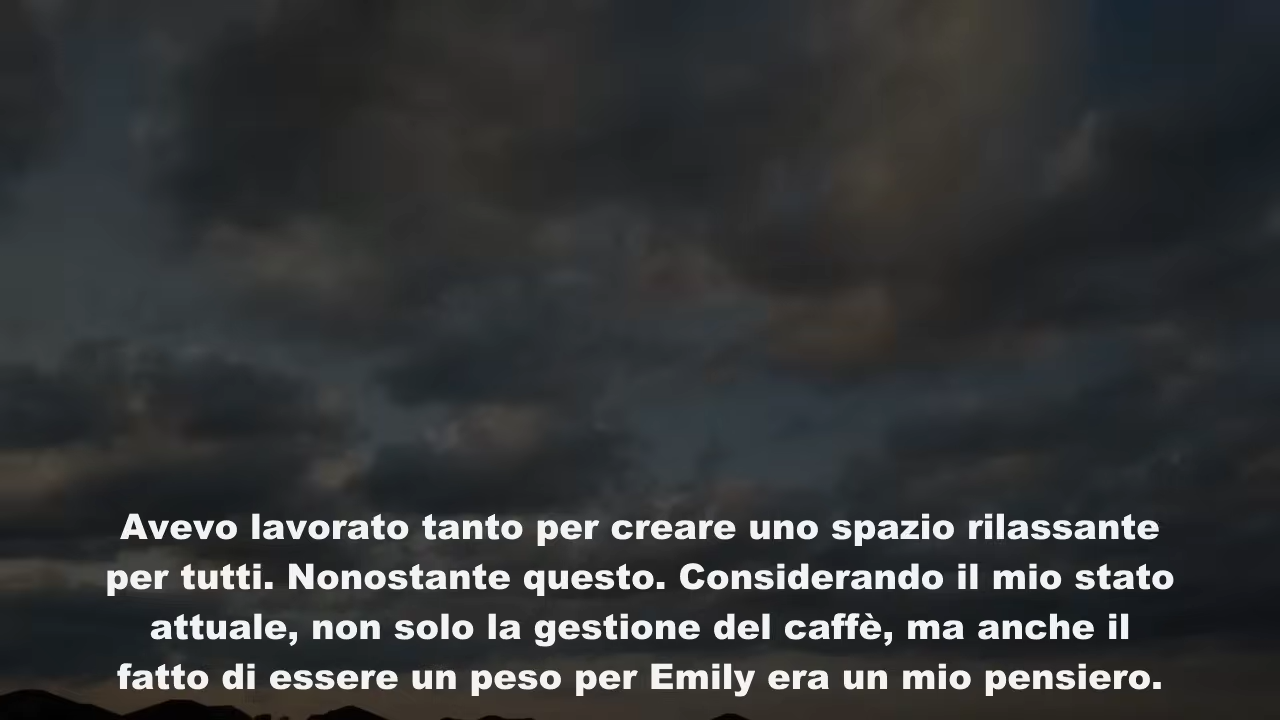 Avevo lavorato tanto per creare uno spazio rilassante
per tutti. Nonostante questo. Considerando il mio stato
attuale, non solo la gestione del caffè, ma anche il
fatto di essere un peso per Emily era un mio pensiero.